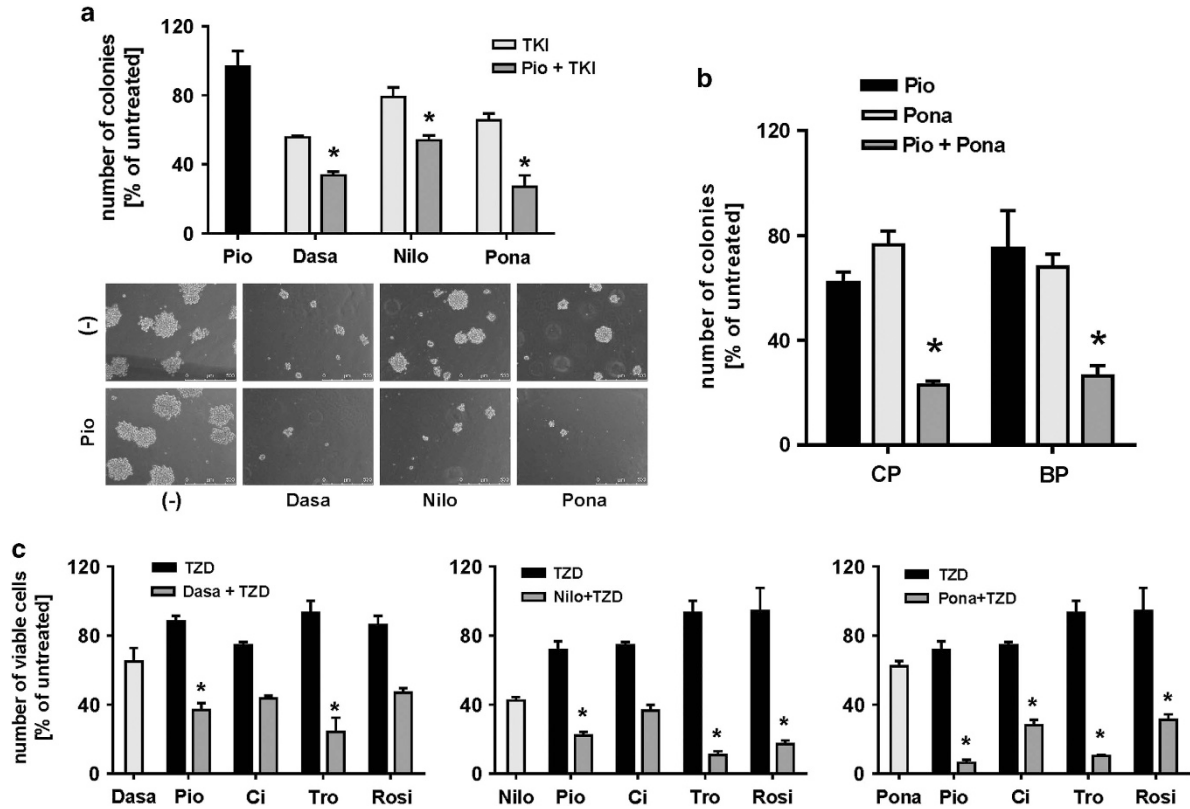 a
number of colonies
[% of untreated]
120
80
40
0
TKI
Pio + TKI
*
*
*
Pio
Dasa
Nilo
Pona
(-)
Pio
(-)
Dasa
Nilo
Pona
b
number of colonies
[% of untreated]
Pio
Pona
Pio + Pona
120
80
40
0
*
*
CP
BP
c
number of viable cells
[% of untreated]
120
80
40
0
TZD
Dasa + TZD
*
*
Dasa
Pio
Ci
Tro
Rosi
120
80
40
0
TZD
Nilo+TZD
*
*
*
Nilo
Pio
Ci
Tro
Rosi
120
80
40
0
TZD
Pona+TZD
*
*
*
*
Pona
Pio
Ci
Tro
Rosi